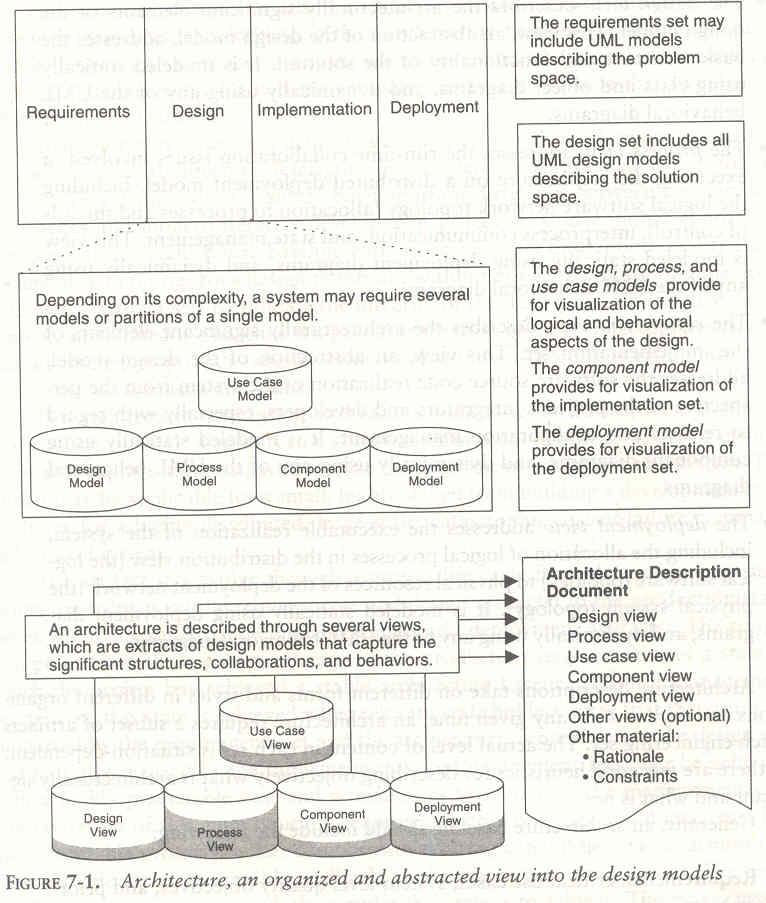 Requirements
Design
Implementation
Deployment
The requirements set may
include UML models
describing the problem
space.
The design set includes all
UML design models
describing the solution
space.
Depending on its complexity, a system may require several
models or partitions of a single model.
Use Case
Model
Design
Model
Process
Model
Component
Model
Deployment
Model
The design, process, and
use case models provide
for visualization of the
logical and behavioral
aspects of the design.
The component model
provides for visualization of
the implementation set.
The deployment model
provides for visualization of
the deployment set.
An architecture is described through several views,
which are extracts of design models that capture the
significant structures, collaborations, and behaviors.
Use Case
View
Design
View
Process
View
Component
View
Deployment
View
Architecture Description
Document
Design view
Process view
Use case view
Component view
Deployment view
Other views (optional)
Other material:
• Rationale
• Constraints
FIGURE 7-1. Architecture, an organized and abstracted view into the design models